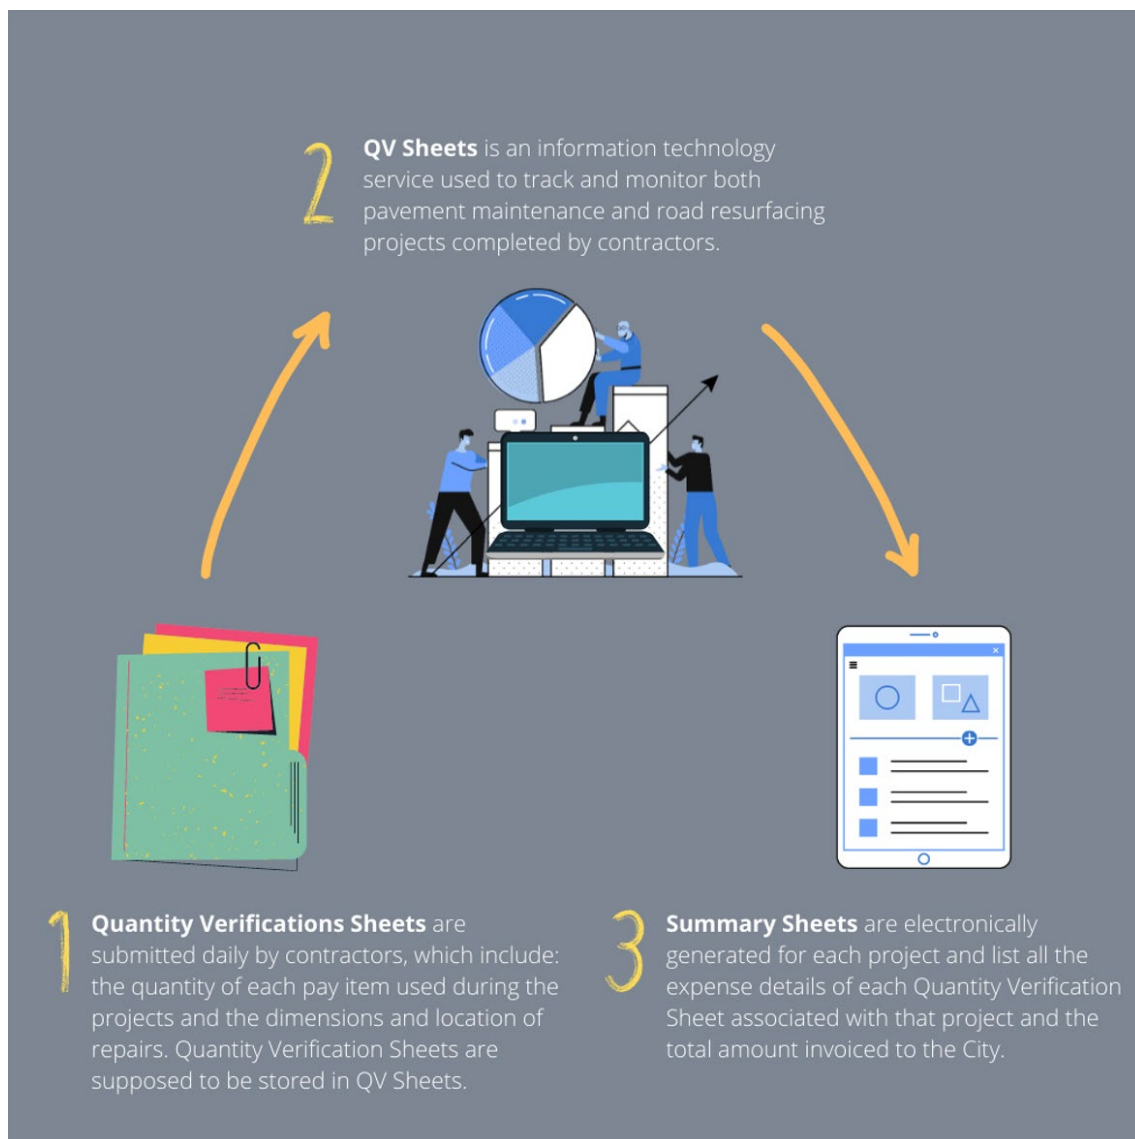 2
QV Sheets is an information technology
service used to track and monitor both
pavement maintenance and road resurfacing
projects completed by contractors.
1
Quantity Verifications Sheets are
submitted daily by contractors, which include:
the quantity of each pay item used during the
projects and the dimensions and location of
repairs. Quantity Verification Sheets are
supposed to be stored in QV Sheets.
3
Summary Sheets are electronically
generated for each project and list all the
expense details of each Quantity Verification
Sheet associated with that project and the
total amount invoiced to the City.